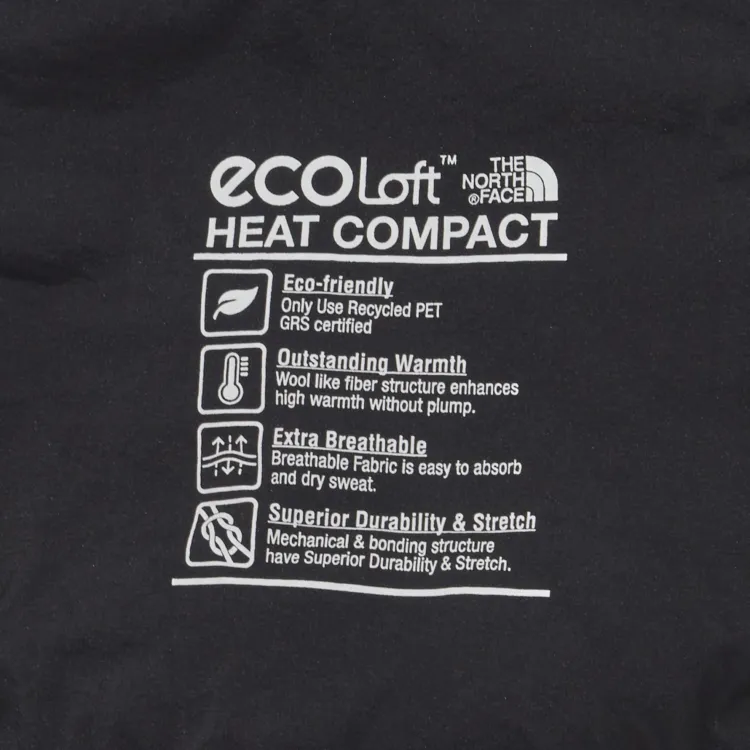 ecoLoft™ THE NORTH FACE®
HEAT COMPACT
Eco-friendly
Only Use Recycled PET
GRS certified
Outstanding Warmth
Wool like fiber structure enhances
high warmth without plump.
Extra Breathable
Breathable Fabric is easy to absorb
and dry sweat.
Superior Durability & Stretch
Mechanical & bonding structure
have Superior Durability & Stretch.